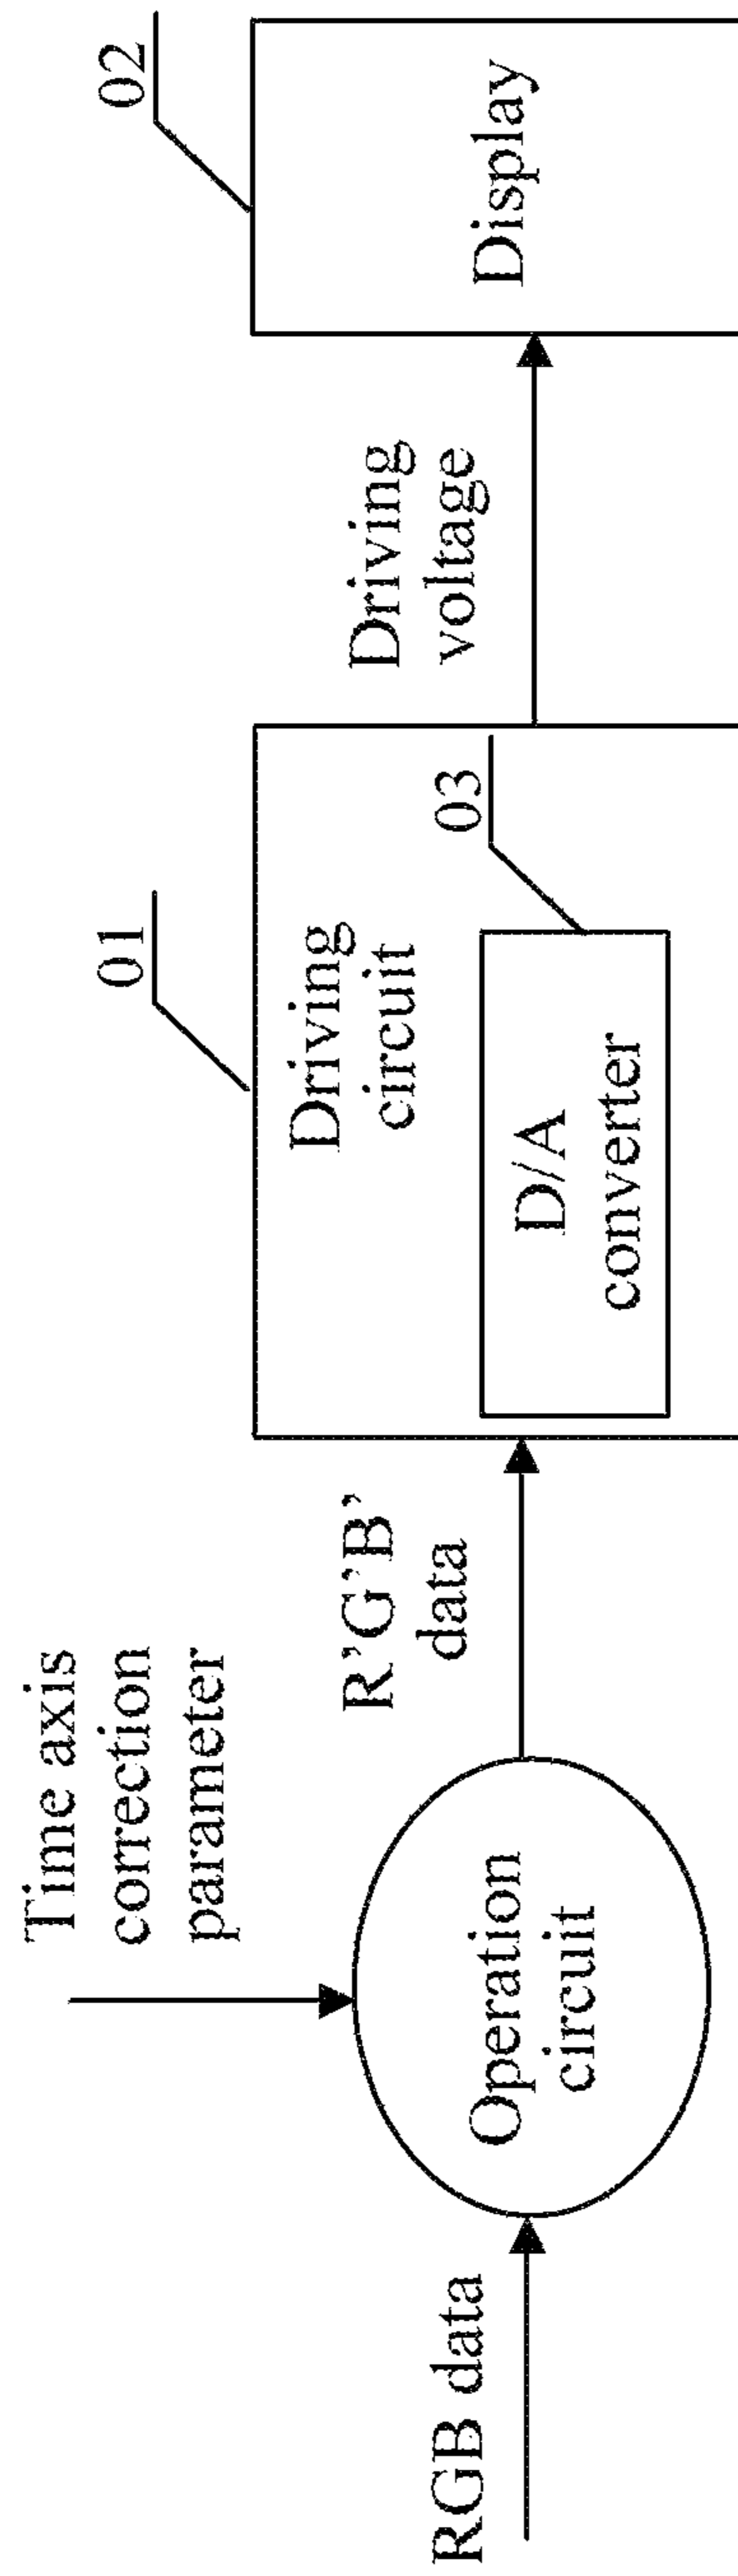 RGB data
Time axis
correction
parameter
Operation
circuit
R’G’B’
data
01
Driving
circuit
03
D/A
converter
Driving
voltage
02
Display